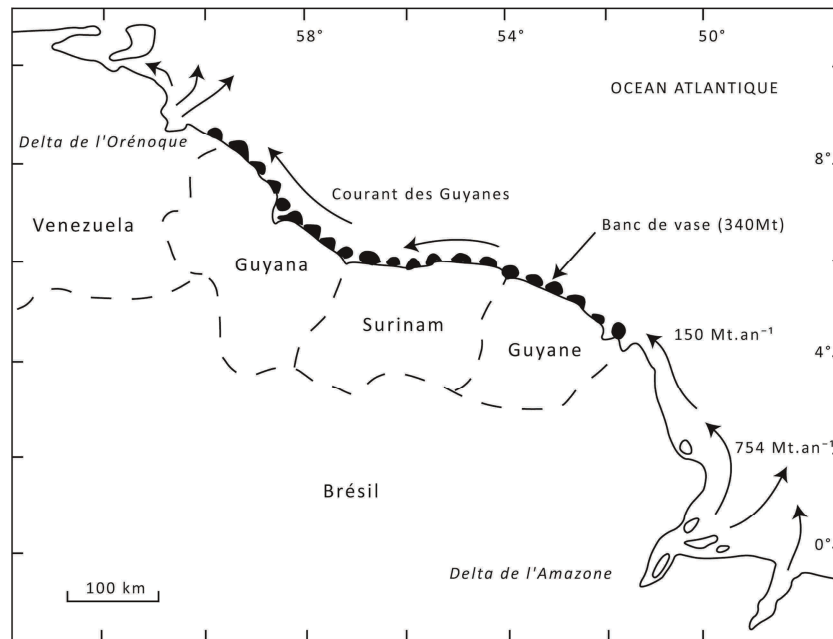 58°
54°
50°
OCEAN ATLANTIQUE
Delta de l'Orénoque
8°
Courant des Guyanes
Venezuela
Banc de vase (340Mt)
Guyana
Surinam
150 Mt.an⁻¹
Guyane
4°
754 Mt.an⁻¹
Brésil
0°
Delta de l'Amazone
100 km